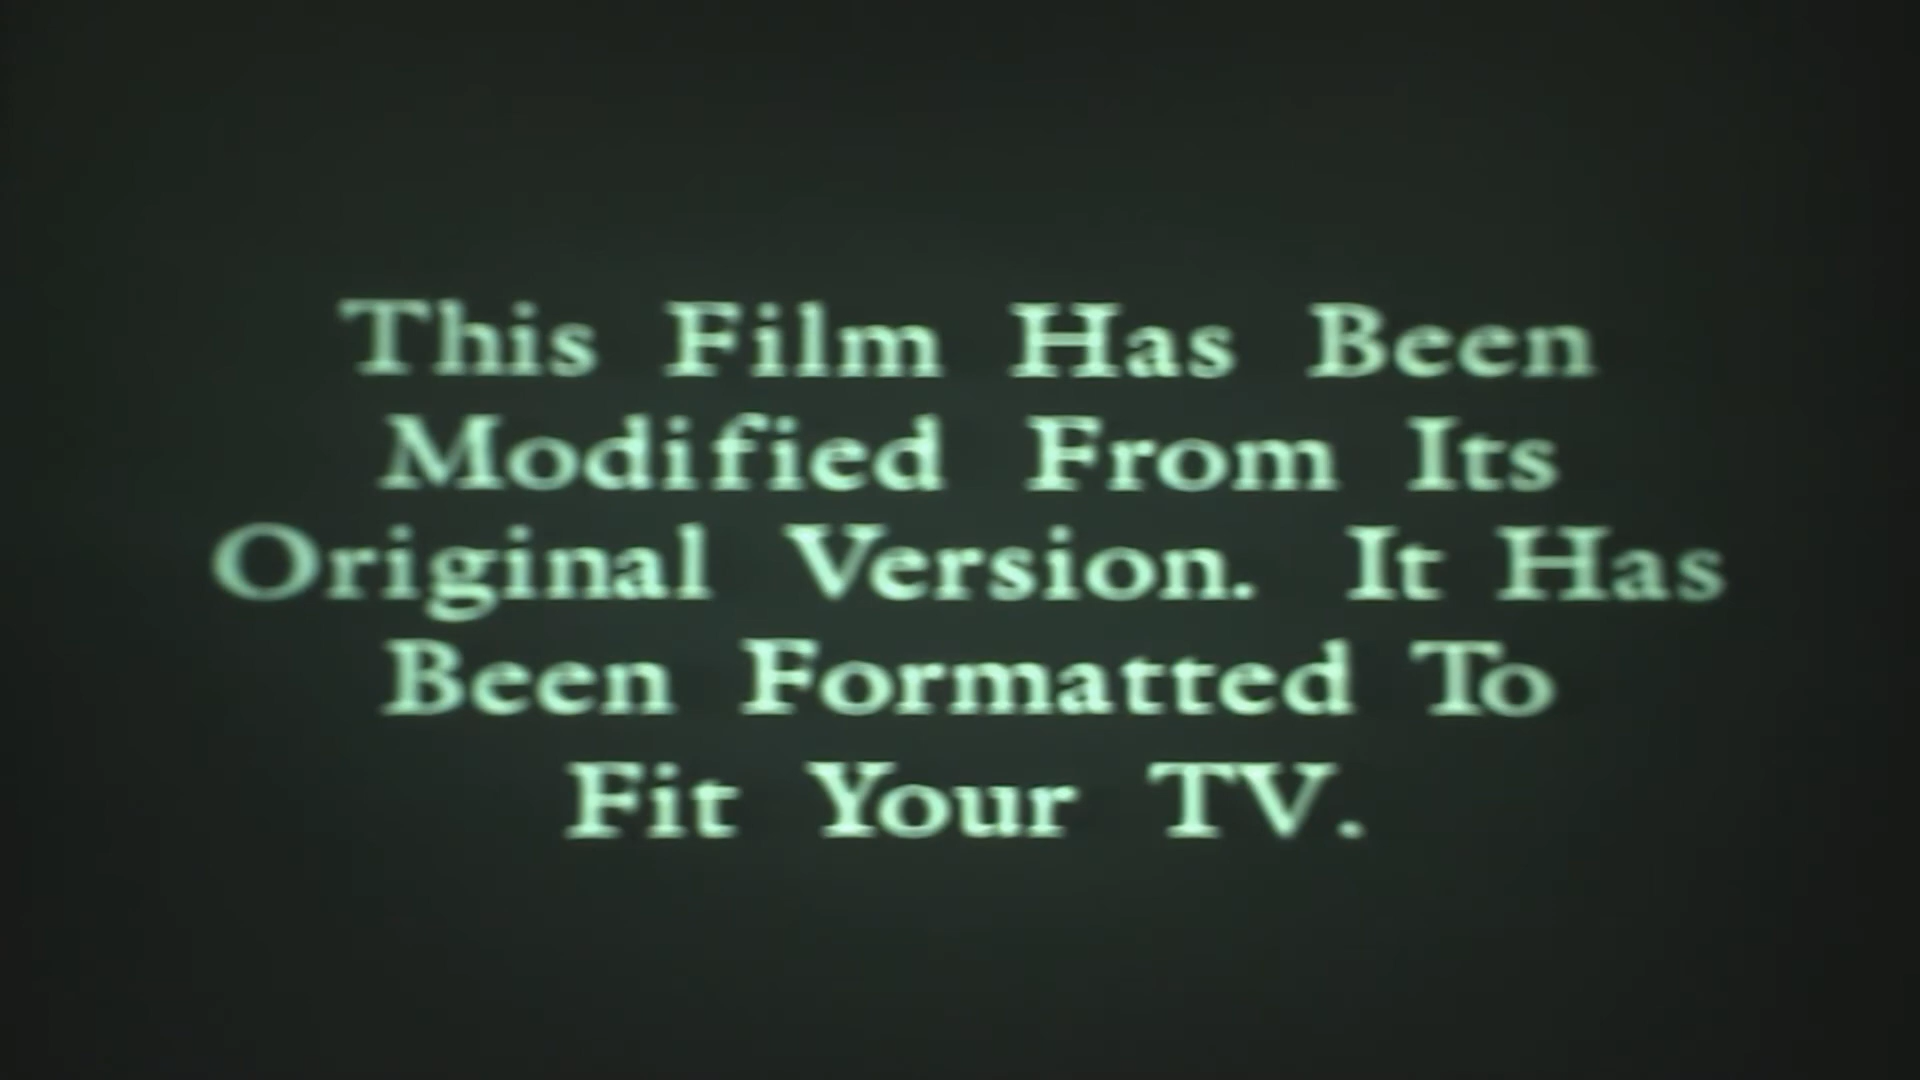 This Film Has Been
Modified From Its
Original Version. It Has
Been Formatted To
Fit Your TV.